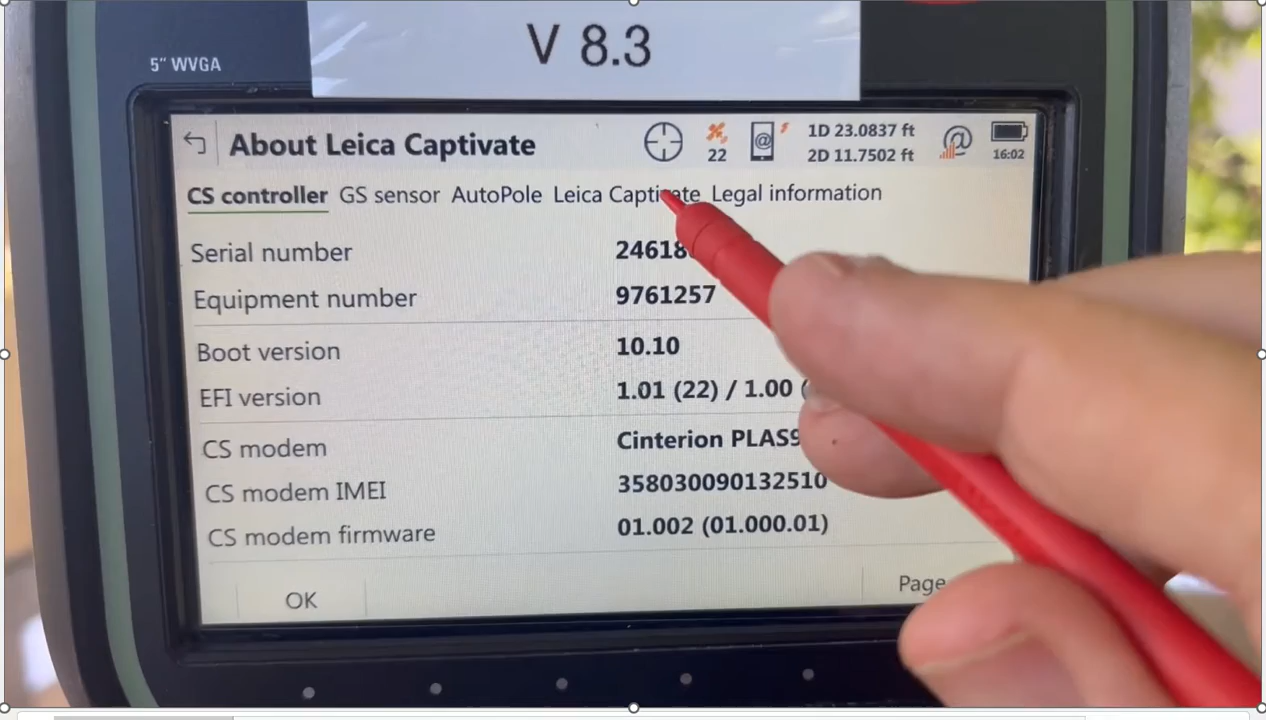 V 8.3
5" WVGA
About Leica Captivate
22
@
1D 23.0837 ft
2D 11.7502 ft
@
16:02
CS controller GS sensor AutoPole Leica Captivate Legal information
Serial number
Equipment number 9761257
Boot version 10.10
EFI version 1.01 (22) / 1.00 (
CS modem Cinterion
CS modem IMEI 358030090132510
CS modem firmware 01.002 (01.000.01)
OK
Page